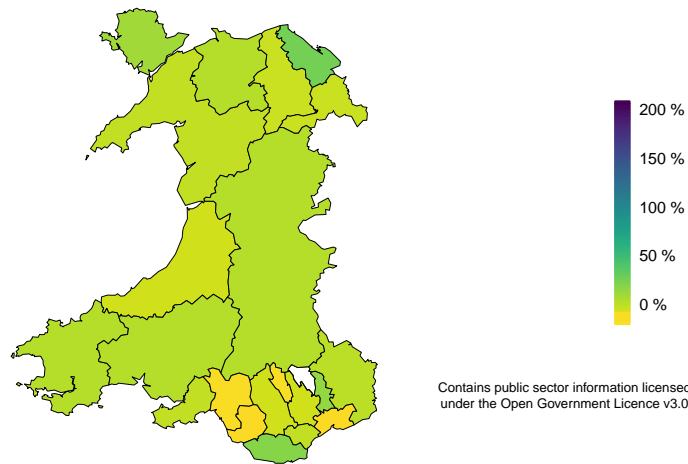 200 %
150 %
100 %
50 %
0 %
Contains public sector information licensed
under the Open Government Licence v3.0